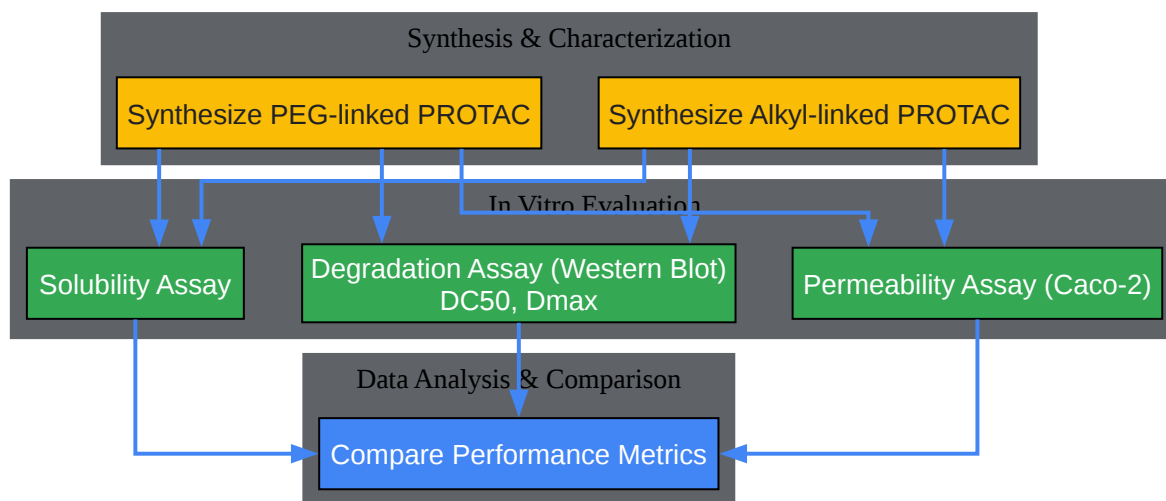 Synthesis & Characterization
Synthesize PEG-linked PROTAC
Synthesize Alkyl-linked PROTAC
In Vitro Evaluation
Solubility Assay
Degradation Assay (Western Blot)
DC50, Dmax
Permeability Assay (Caco-2)
Data Analysis & Comparison
Compare Performance Metrics